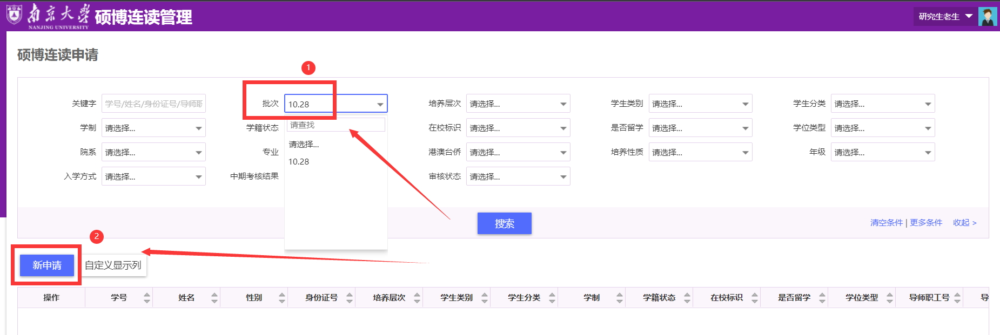 南京大学
NANJING UNIVERSITY
硕博连读管理
研究生老生
硕博连读申请
1
关键字 学号/姓名/身份证号/导师职
批次 10.28
培养层次 请选择...
学生类别 请选择...
学生分类 请选择...
学制 请选择...
学籍状态
请查找
在校标识 请选择...
是否留学 请选择...
学位类型 请选择...
院系 请选择...
专业
请选择...
10.28
港澳台侨 请选择...
培养性质 请选择...
年级 请选择...
入学方式 请选择...
中期考核结果
审核状态 请选择...
搜索
清空条件 | 更多条件 收起 >
2
新申请 自定义显示列
操作 学号 姓名 性别 身份证号 培养层次 学生类别 学生分类 学制 学籍状态 在校标识 是否留学 学位类型 导师职工号 导